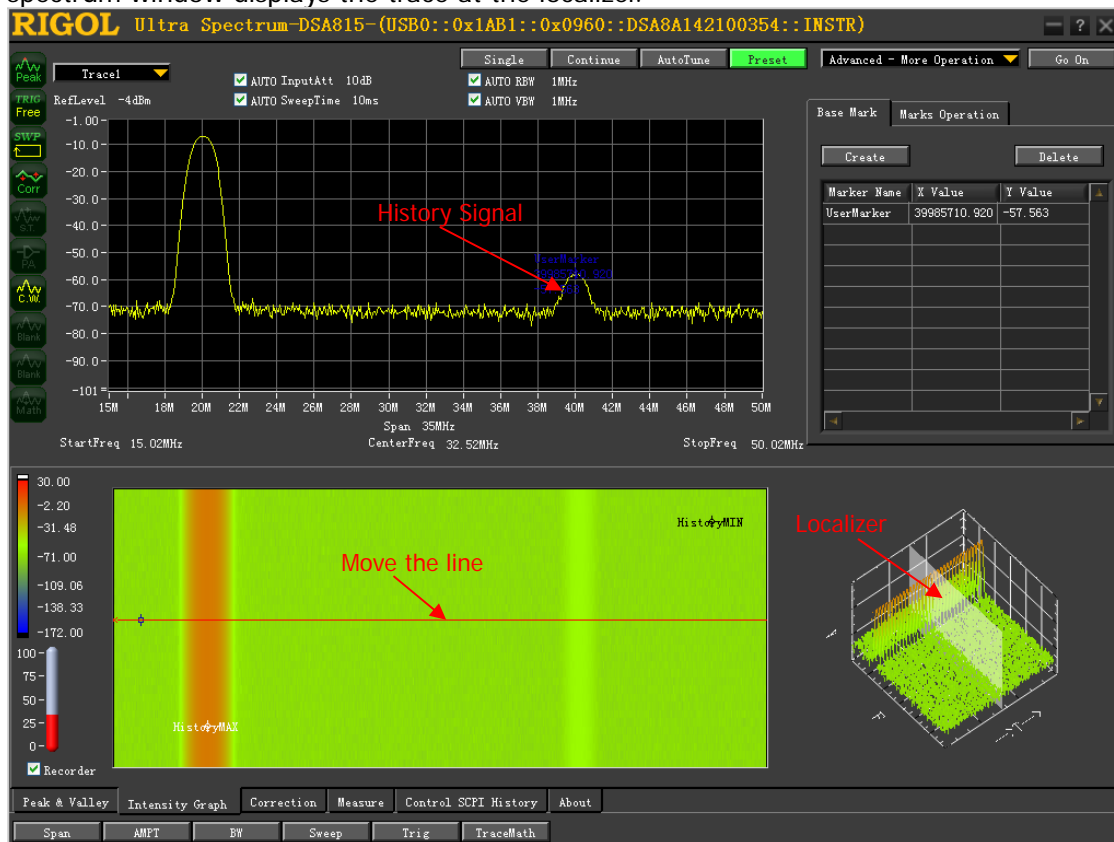 spectrum window displays the trace at the localizer.
RIGOL Ultra Spectrum-DSA815-(USB0::0x1AB1::0x0960::DSA8A142100354::INSTR)
Single Continue AutoTune Preset Advanced - More Operation Go On
Peak
Trace1
AUTO InputAtt 10dB
AUTO RBW 1MHz
TRIG
Free
RefLevel -4dBm
AUTO SweepTime 10ms
AUTO VBW 1MHz
Base Mark Marks Operation
Create Delete
Marker Name X Value Y Value
UserMarker 39985710.920 -57.563
SWP
Corr
S.T.
PA
C.W.
Blank
Blank
Math
-1.00
-10.0
-20.0
-30.0
-40.0
-50.0
-60.0
-70.0
-80.0
-90.0
-101
History Signal
UserMarker
15M 18M 20M 22M 24M 26M 28M 30M 32M 34M 36M 38M 40M 42M 44M 46M 48M 50M
Span 35MHz
StartFreq 15.02MHz CenterFreq 32.52MHz StopFreq 50.02MHz
30.00
-2.20
-31.48
-71.00
-109.06
-138.33
-172.00
100
75
50
25
0
Recorder
HistoryMIN
Move the line
HistoryMAX
Localizer
F
T
Peak & Valley Intensity Graph Correction Measure Control SCPI History About
Span AMPT BW Sweep Trig TraceMath